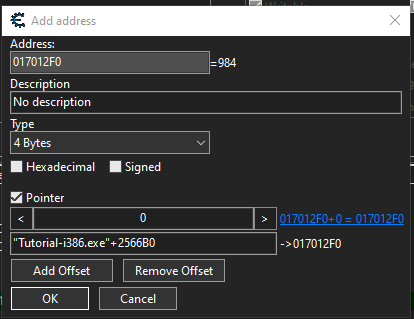 Add address
Address:
017012F0 =984
Description
No description
Type
4 Bytes
Hexadecimal Signed
Pointer
< 0 > 017012F0+0 = 017012F0
"Tutorial-i386.exe"+2566B0 ->017012F0
Add Offset Remove Offset
OK Cancel